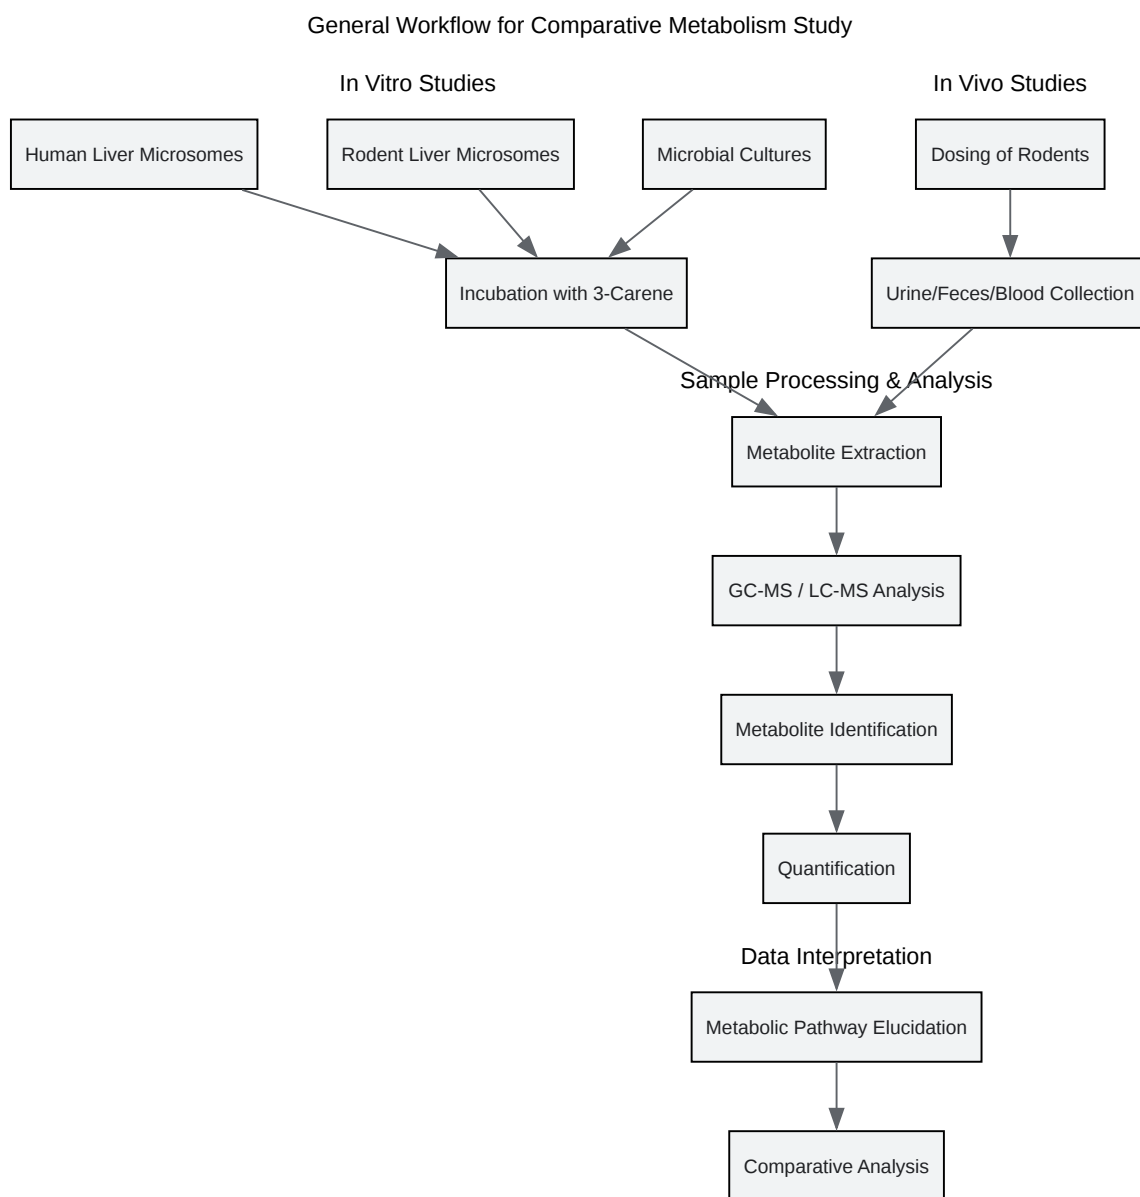 General Workflow for Comparative Metabolism Study
In Vitro Studies
In Vivo Studies
Human Liver Microsomes
Rodent Liver Microsomes
Microbial Cultures
Dosing of Rodents
Incubation with 3-Carene
Urine/Feces/Blood Collection
Sample Processing & Analysis
Metabolite Extraction
GC-MS / LC-MS Analysis
Metabolite Identification
Quantification
Data Interpretation
Metabolic Pathway Elucidation
Comparative Analysis